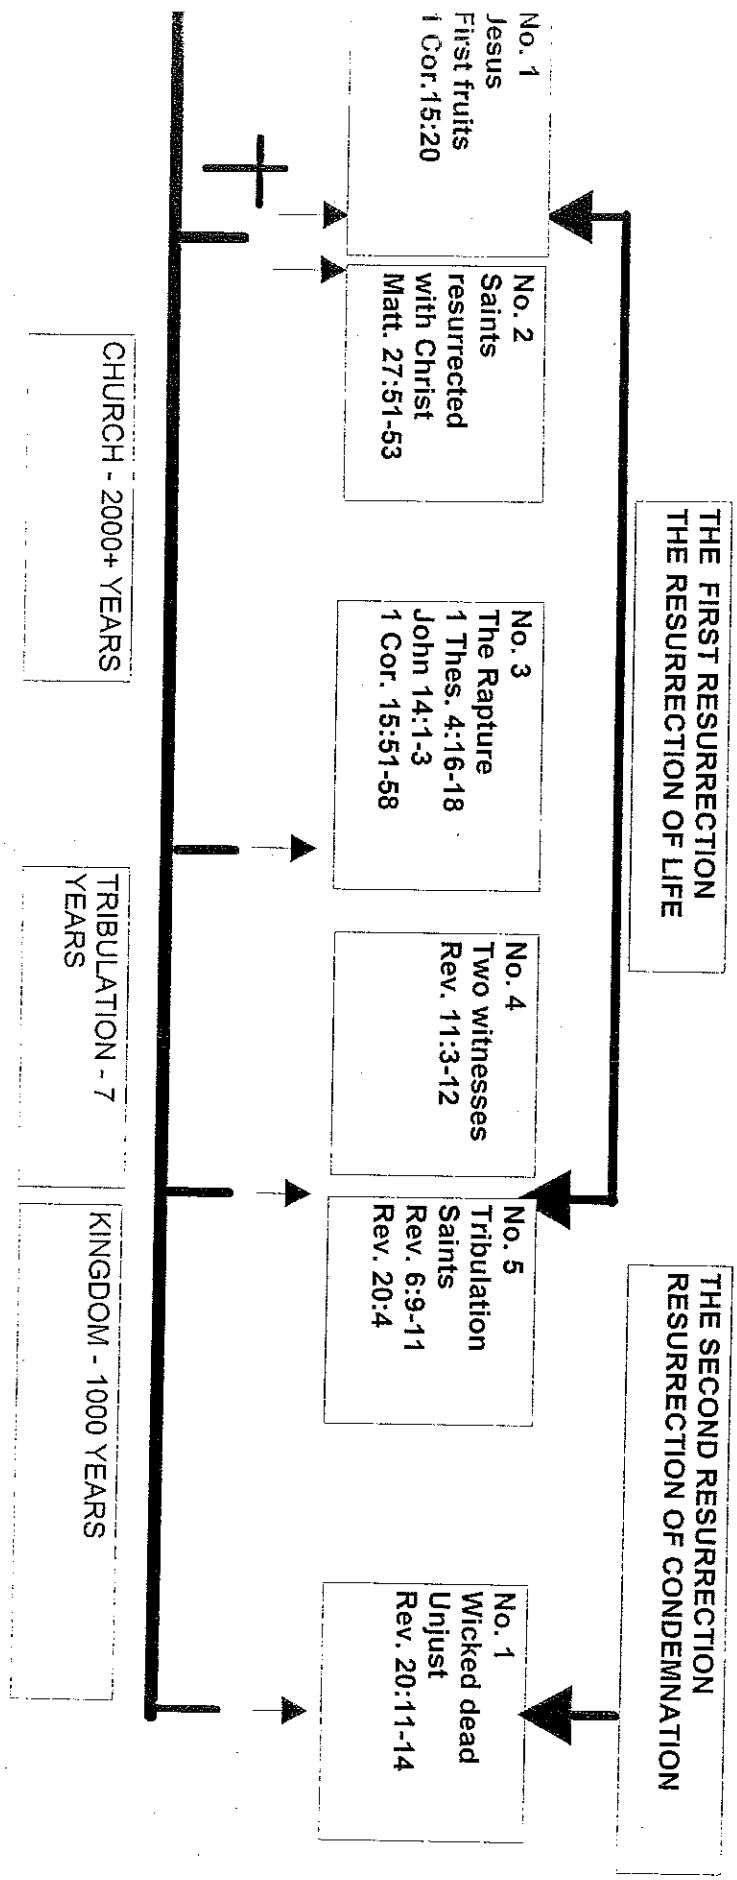 THE FIRST RESURRECTION
THE RESURRECTION OF LIFE
THE SECOND RESURRECTION
RESURRECTION OF CONDEMNATION
No. 1
Jesus
First fruits
1 Cor.15:20
No. 2
Saints
resurrected
with Christ
Matt. 27:51-53
No. 3
The Rapture
1 Thes. 4:16-18
John 14:1-3
1 Cor. 15:51-58
No. 4
Two witnesses
Rev. 11:3-12
No. 5
Tribulation
Saints
Rev. 6:9-11
Rev. 20:4
No. 1
Wicked dead
Unjust
Rev. 20:11-14
CHURCH - 2000+ YEARS
TRIBULATION - 7
YEARS
KINGDOM - 1000 YEARS